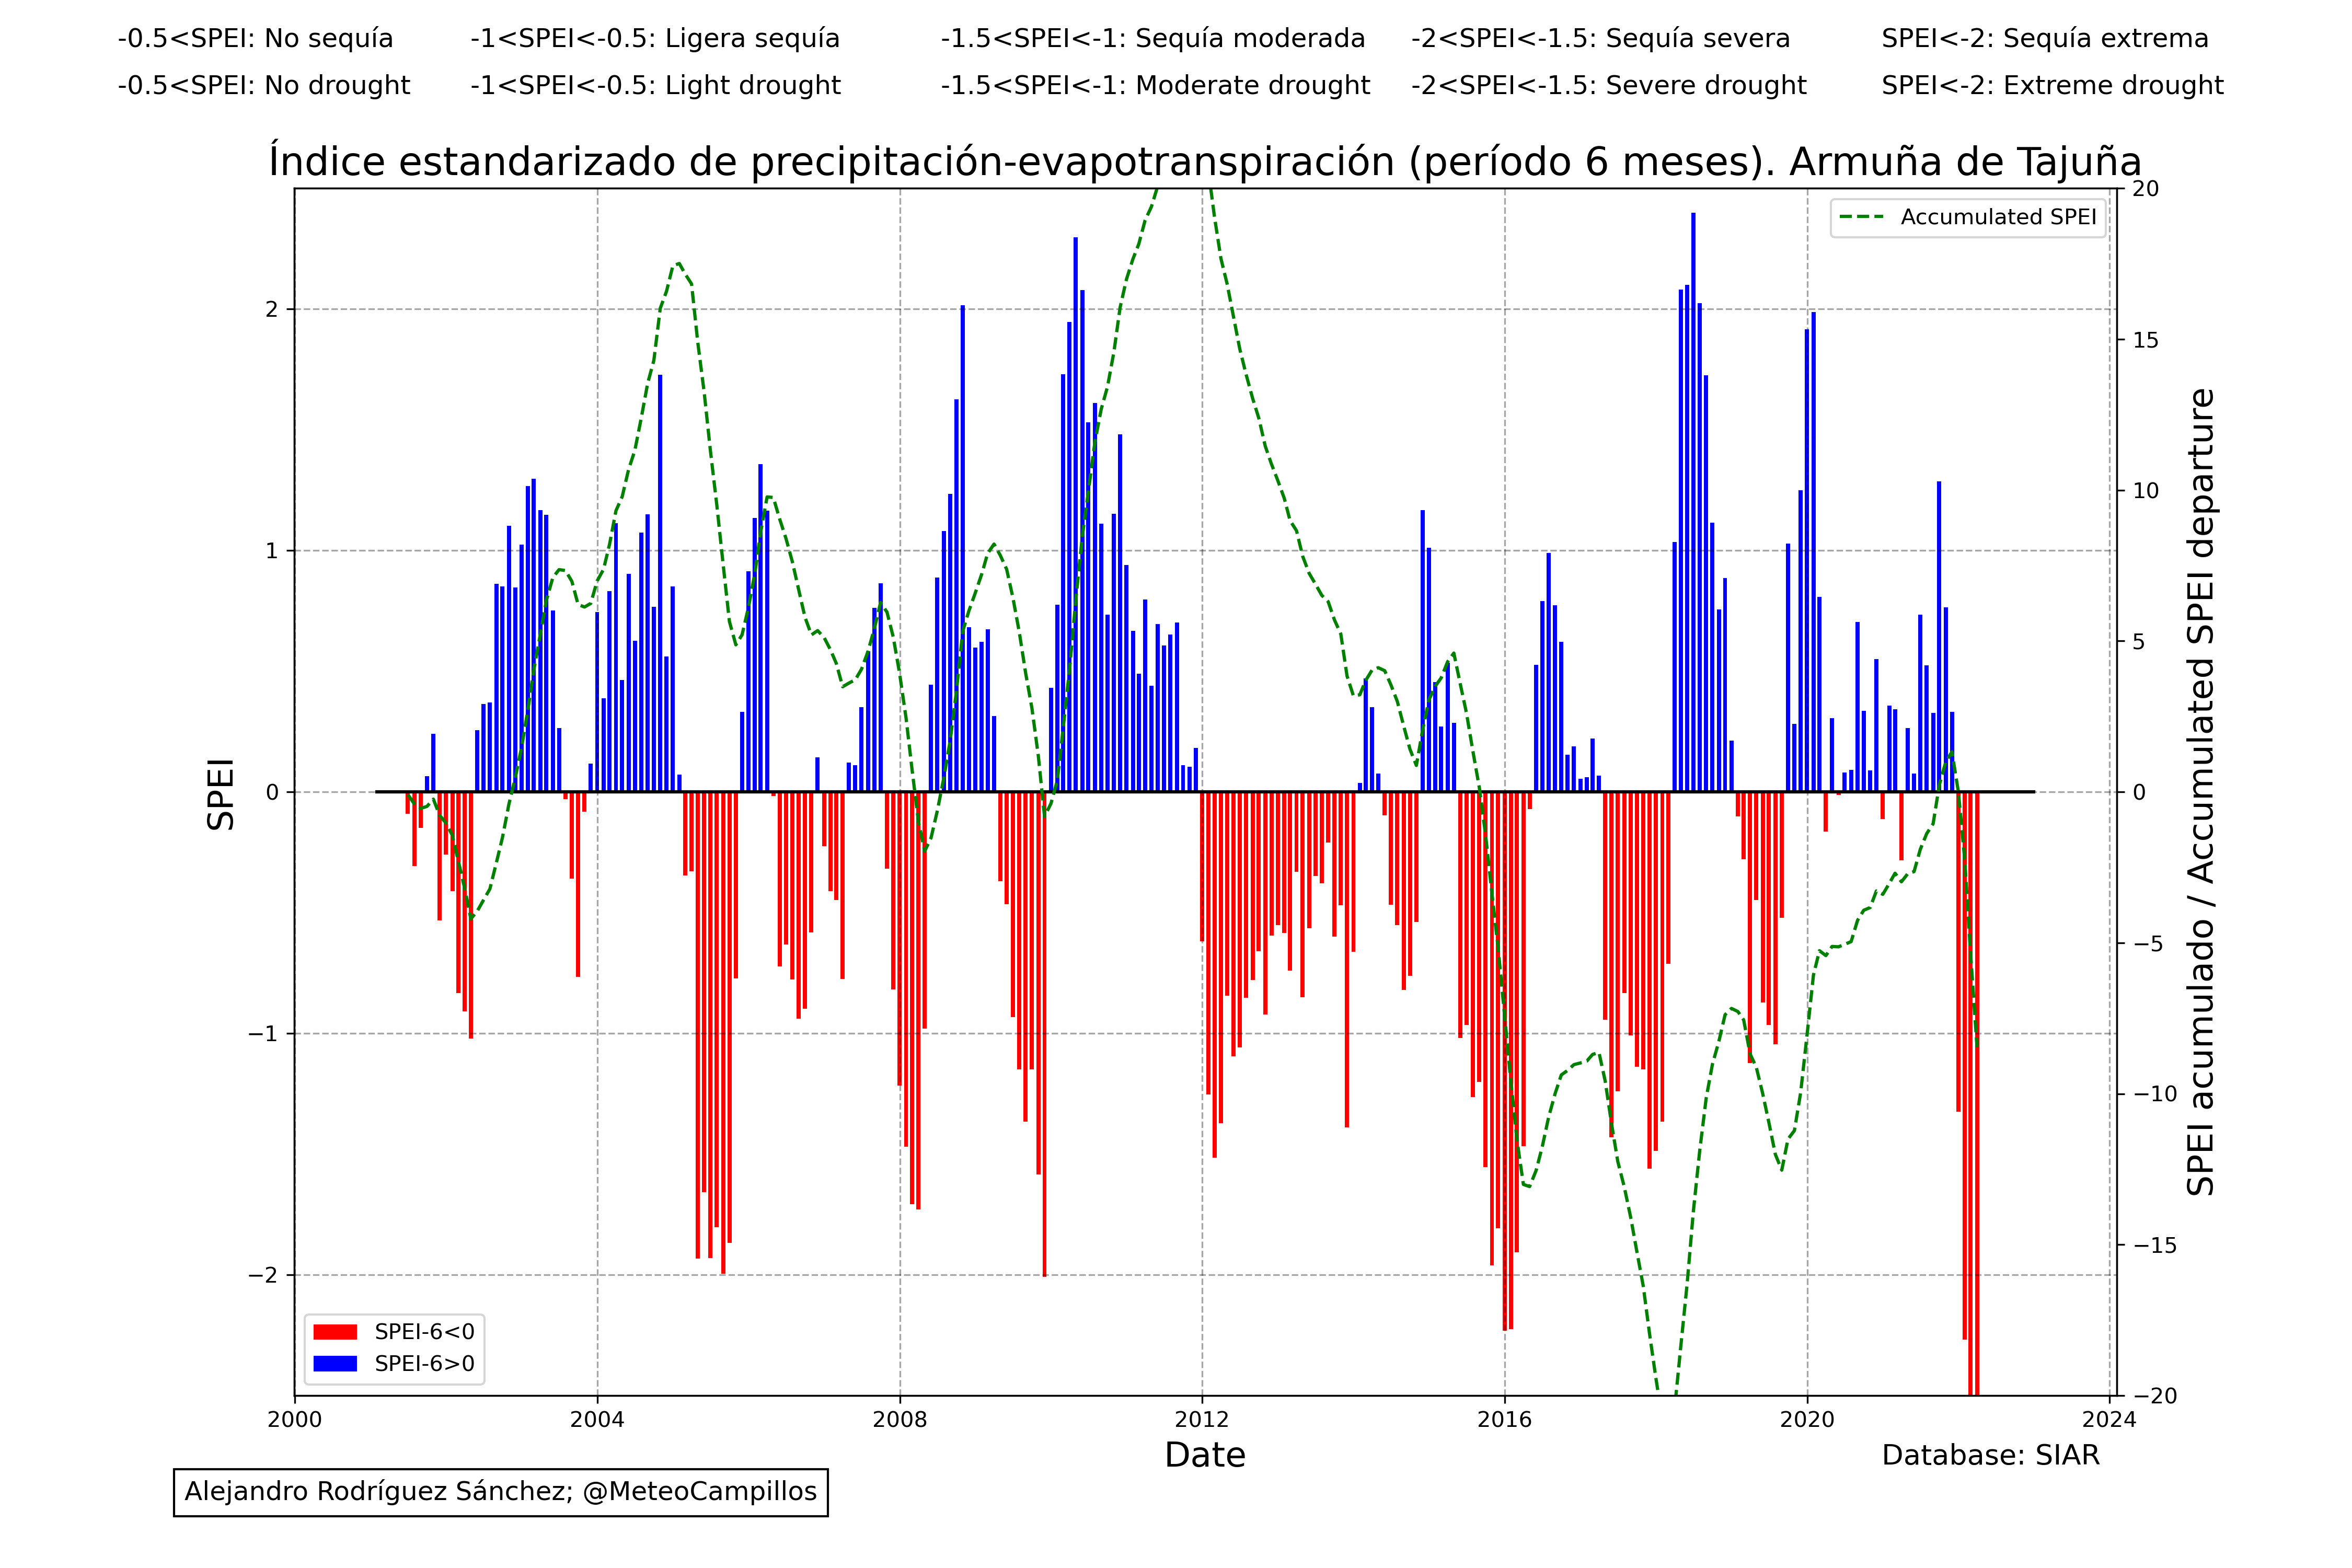 -0.5<SPEI: No sequía -1<SPEI<-0.5: Ligera sequía -1.5<SPEI<-1: Sequía moderada -2<SPEI<-1.5: Sequía severa SPEI<-2: Sequía extrema
-0.5<SPEI: No drought -1<SPEI<-0.5: Light drought -1.5<SPEI<-1: Moderate drought -2<SPEI<-1.5: Severe drought SPEI<-2: Extreme drought
Índice estandarizado de precipitación-evapotranspiración (período 6 meses). Armuña de Tajuña
Accumulated SPEI
SPEI
2
1
0
−1
−2
20
15
10
5
0
−5
−10
−15
−20
SPEI acumulado / Accumulated SPEI departure
SPEI-6<0
SPEI-6>0
2000 2004 2008 2012 2016 2020 2024
Date
Database: SIAR
Alejandro Rodríguez Sánchez; @MeteoCampillos